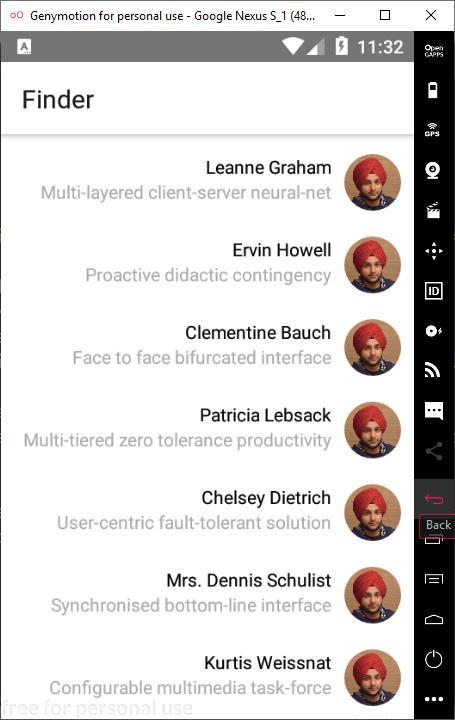 Genymotion for personal use - Google Nexus S_1 (48...
A
11:32
Open
GAPPS
Finder
GPS
Leanne Graham
Multi-layered client-server neural-net
Ervin Howell
Proactive didactic contingency
ID
Clementine Bauch
Face to face bifurcated interface
Patricia Lebsack
Multi-tiered zero tolerance productivity
Chelsey Dietrich
User-centric fault-tolerant solution
Back
Mrs. Dennis Schulist
Synchronised bottom-line interface
Kurtis Weissnat
Configurable multimedia task-force
free for personal use